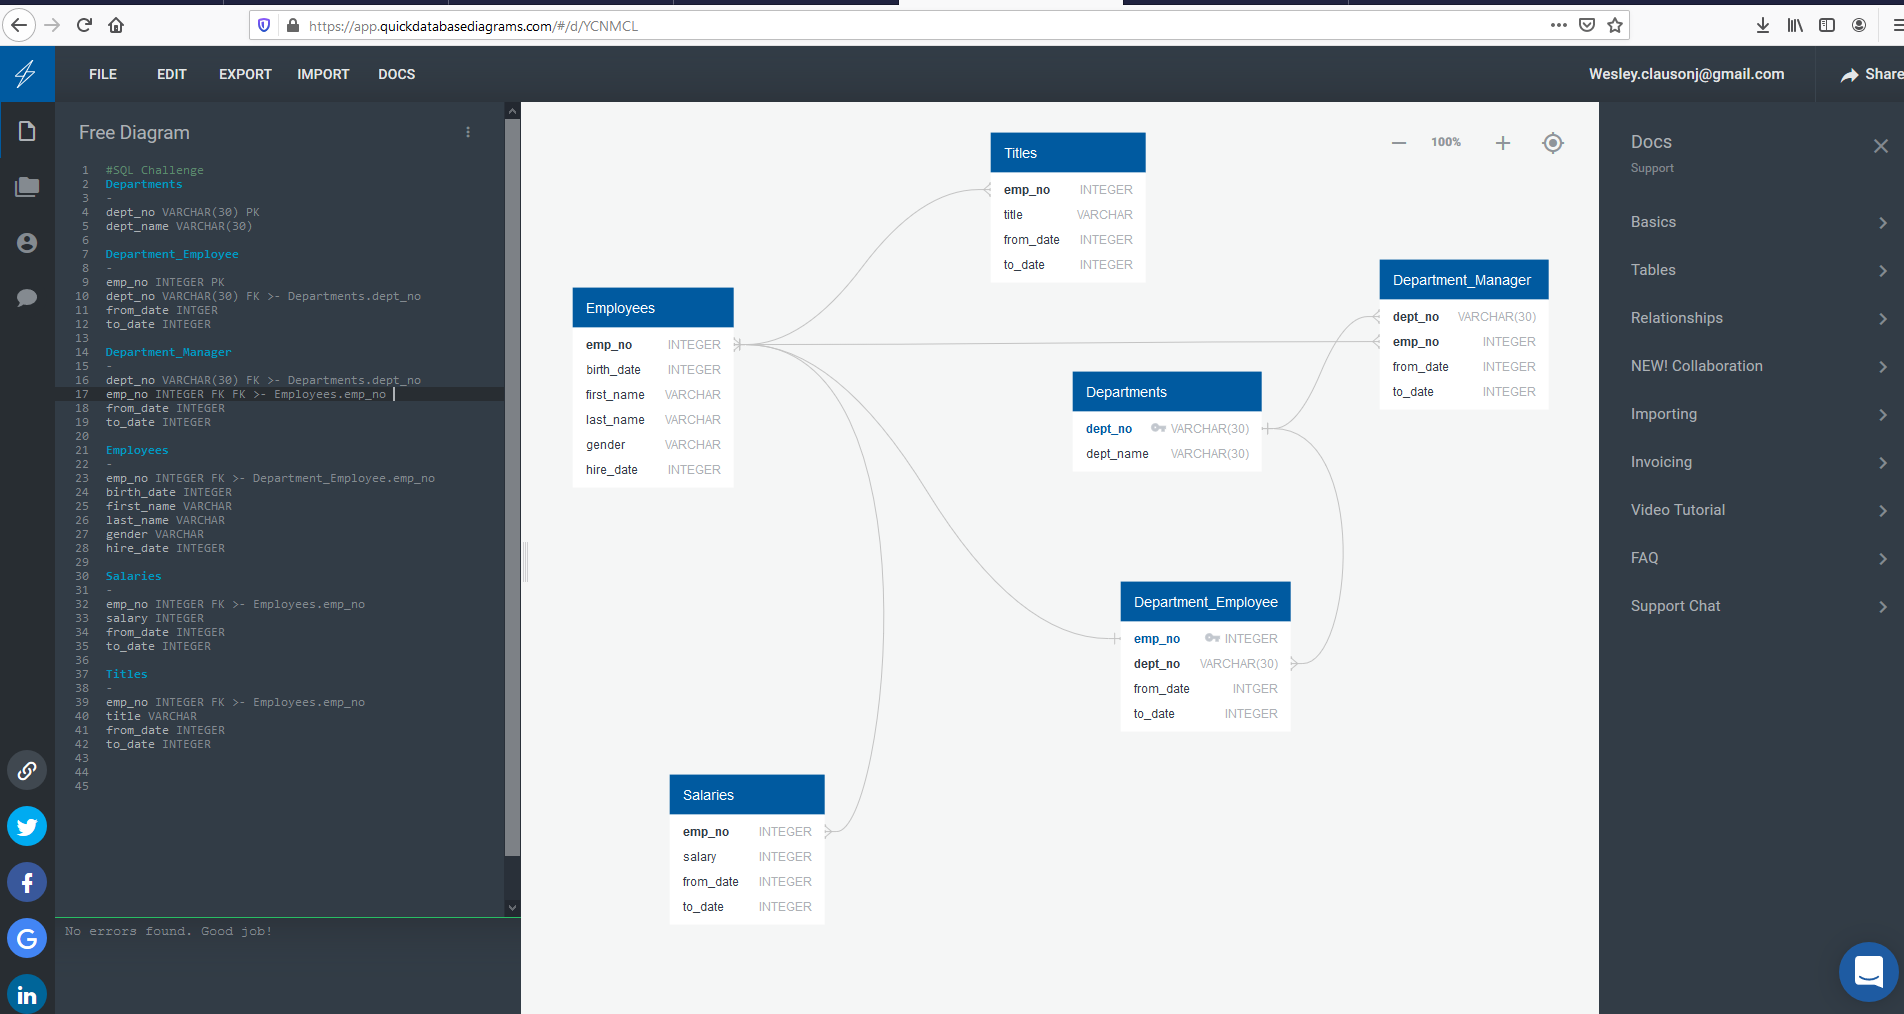 https://app.quickdatabasediagrams.com/#/d/YCNMCL
FILE EDIT EXPORT IMPORT DOCS Wesley.clausonj@gmail.com Share
Free Diagram
1 #SQL Challenge
2 Departments
3 -
4 dept_no VARCHAR(30) PK
5 dept_name VARCHAR(30)
6
7 Department_Employee
8 -
9 emp_no INTEGER PK
10 dept_no VARCHAR(30) FK >- Departments.dept_no
11 from_date INTGER
12 to_date INTEGER
13
14 Department_Manager
15 -
16 dept_no VARCHAR(30) FK >- Departments.dept_no
17 emp_no INTEGER FK FK >- Employees.emp_no
18 from_date INTEGER
19 to_date INTEGER
20
21 Employees
22 -
23 emp_no INTEGER FK >- Department_Employee.emp_no
24 birth_date INTEGER
25 first_name VARCHAR
26 last_name VARCHAR
27 gender VARCHAR
28 hire_date INTEGER
29
30 Salaries
31 -
32 emp_no INTEGER FK >- Employees.emp_no
33 salary INTEGER
34 from_date INTEGER
35 to_date INTEGER
36
37 Titles
38 -
39 emp_no INTEGER FK >- Employees.emp_no
40 title VARCHAR
41 from_date INTEGER
42 to_date INTEGER
43
44
45
No errors found. Good job!
100%
Titles
emp_no INTEGER
title VARCHAR
from_date INTEGER
to_date INTEGER
Employees
emp_no INTEGER
birth_date INTEGER
first_name VARCHAR
last_name VARCHAR
gender VARCHAR
hire_date INTEGER
Department_Manager
dept_no VARCHAR(30)
emp_no INTEGER
from_date INTEGER
to_date INTEGER
Departments
dept_no VARCHAR(30)
dept_name VARCHAR(30)
Department_Employee
emp_no INTEGER
dept_no VARCHAR(30)
from_date INTGER
to_date INTEGER
Salaries
emp_no INTEGER
salary INTEGER
from_date INTEGER
to_date INTEGER
Docs
Support
Basics
Tables
Relationships
NEW! Collaboration
Importing
Invoicing
Video Tutorial
FAQ
Support Chat